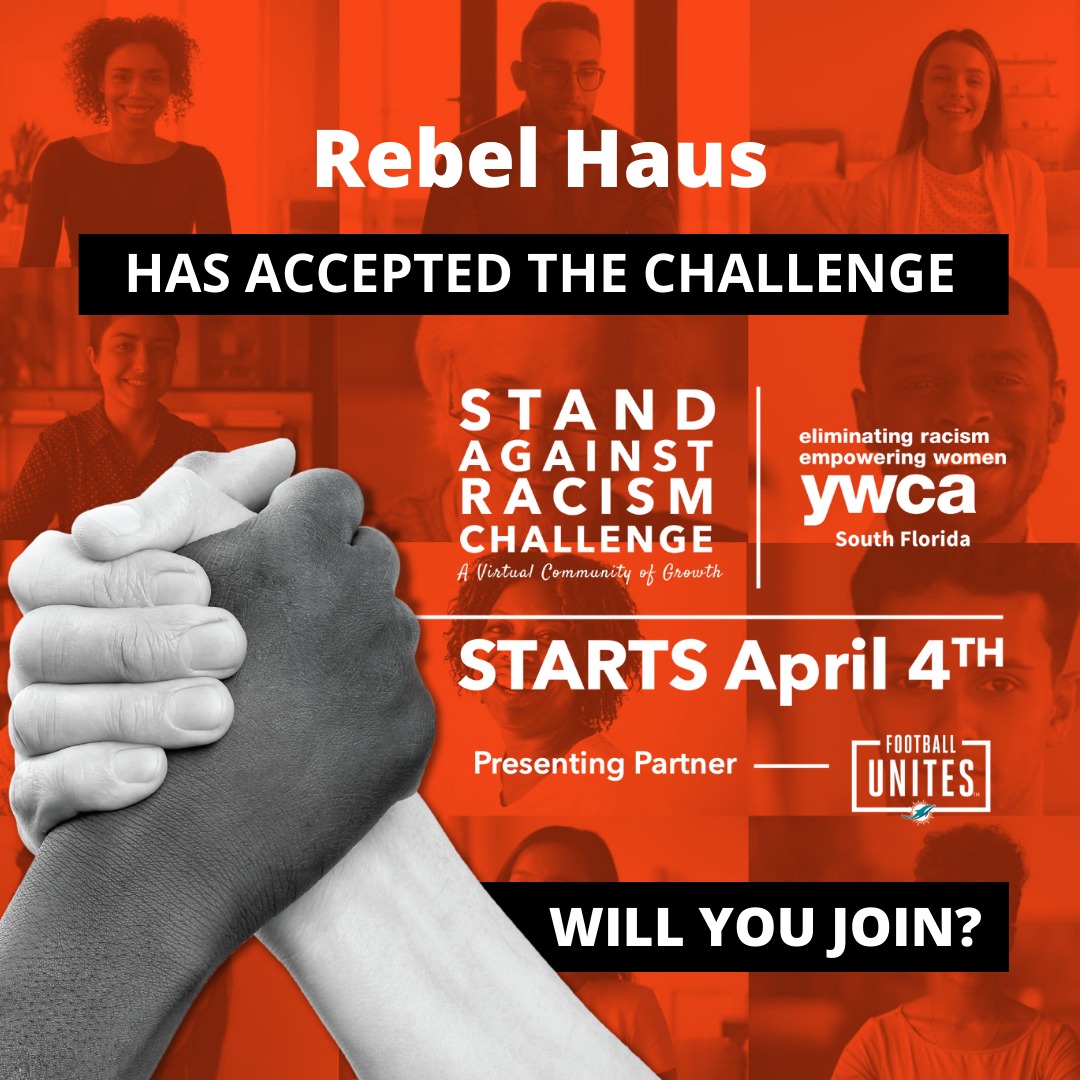 Rebel Haus
HAS ACCEPTED THE CHALLENGE
STAND
AGAINST
RACISM
CHALLENGE
A Virtual Community of Growth
eliminating racism
empowering women
ywca
South Florida
STARTS April 4TH
Presenting Partner
FOOTBALL
UNITES™
WILL YOU JOIN?